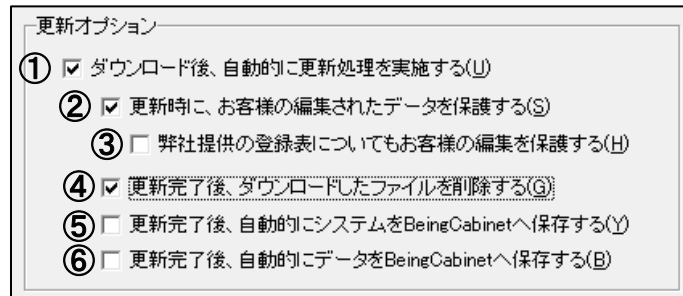 更新オプション
① ダウンロード後、自動的に更新処理を実施する(U)
② 更新時に、お客様の編集されたデータを保護する(S)
③ 弊社提供の登録表についてもお客様の編集を保護する(H)
④ 更新完了後、ダウンロードしたファイルを削除する(G)
⑤ 更新完了後、自動的にシステムをBeingCabinetへ保存する(Y)
⑥ 更新完了後、自動的にデータをBeingCabinetへ保存する(B)